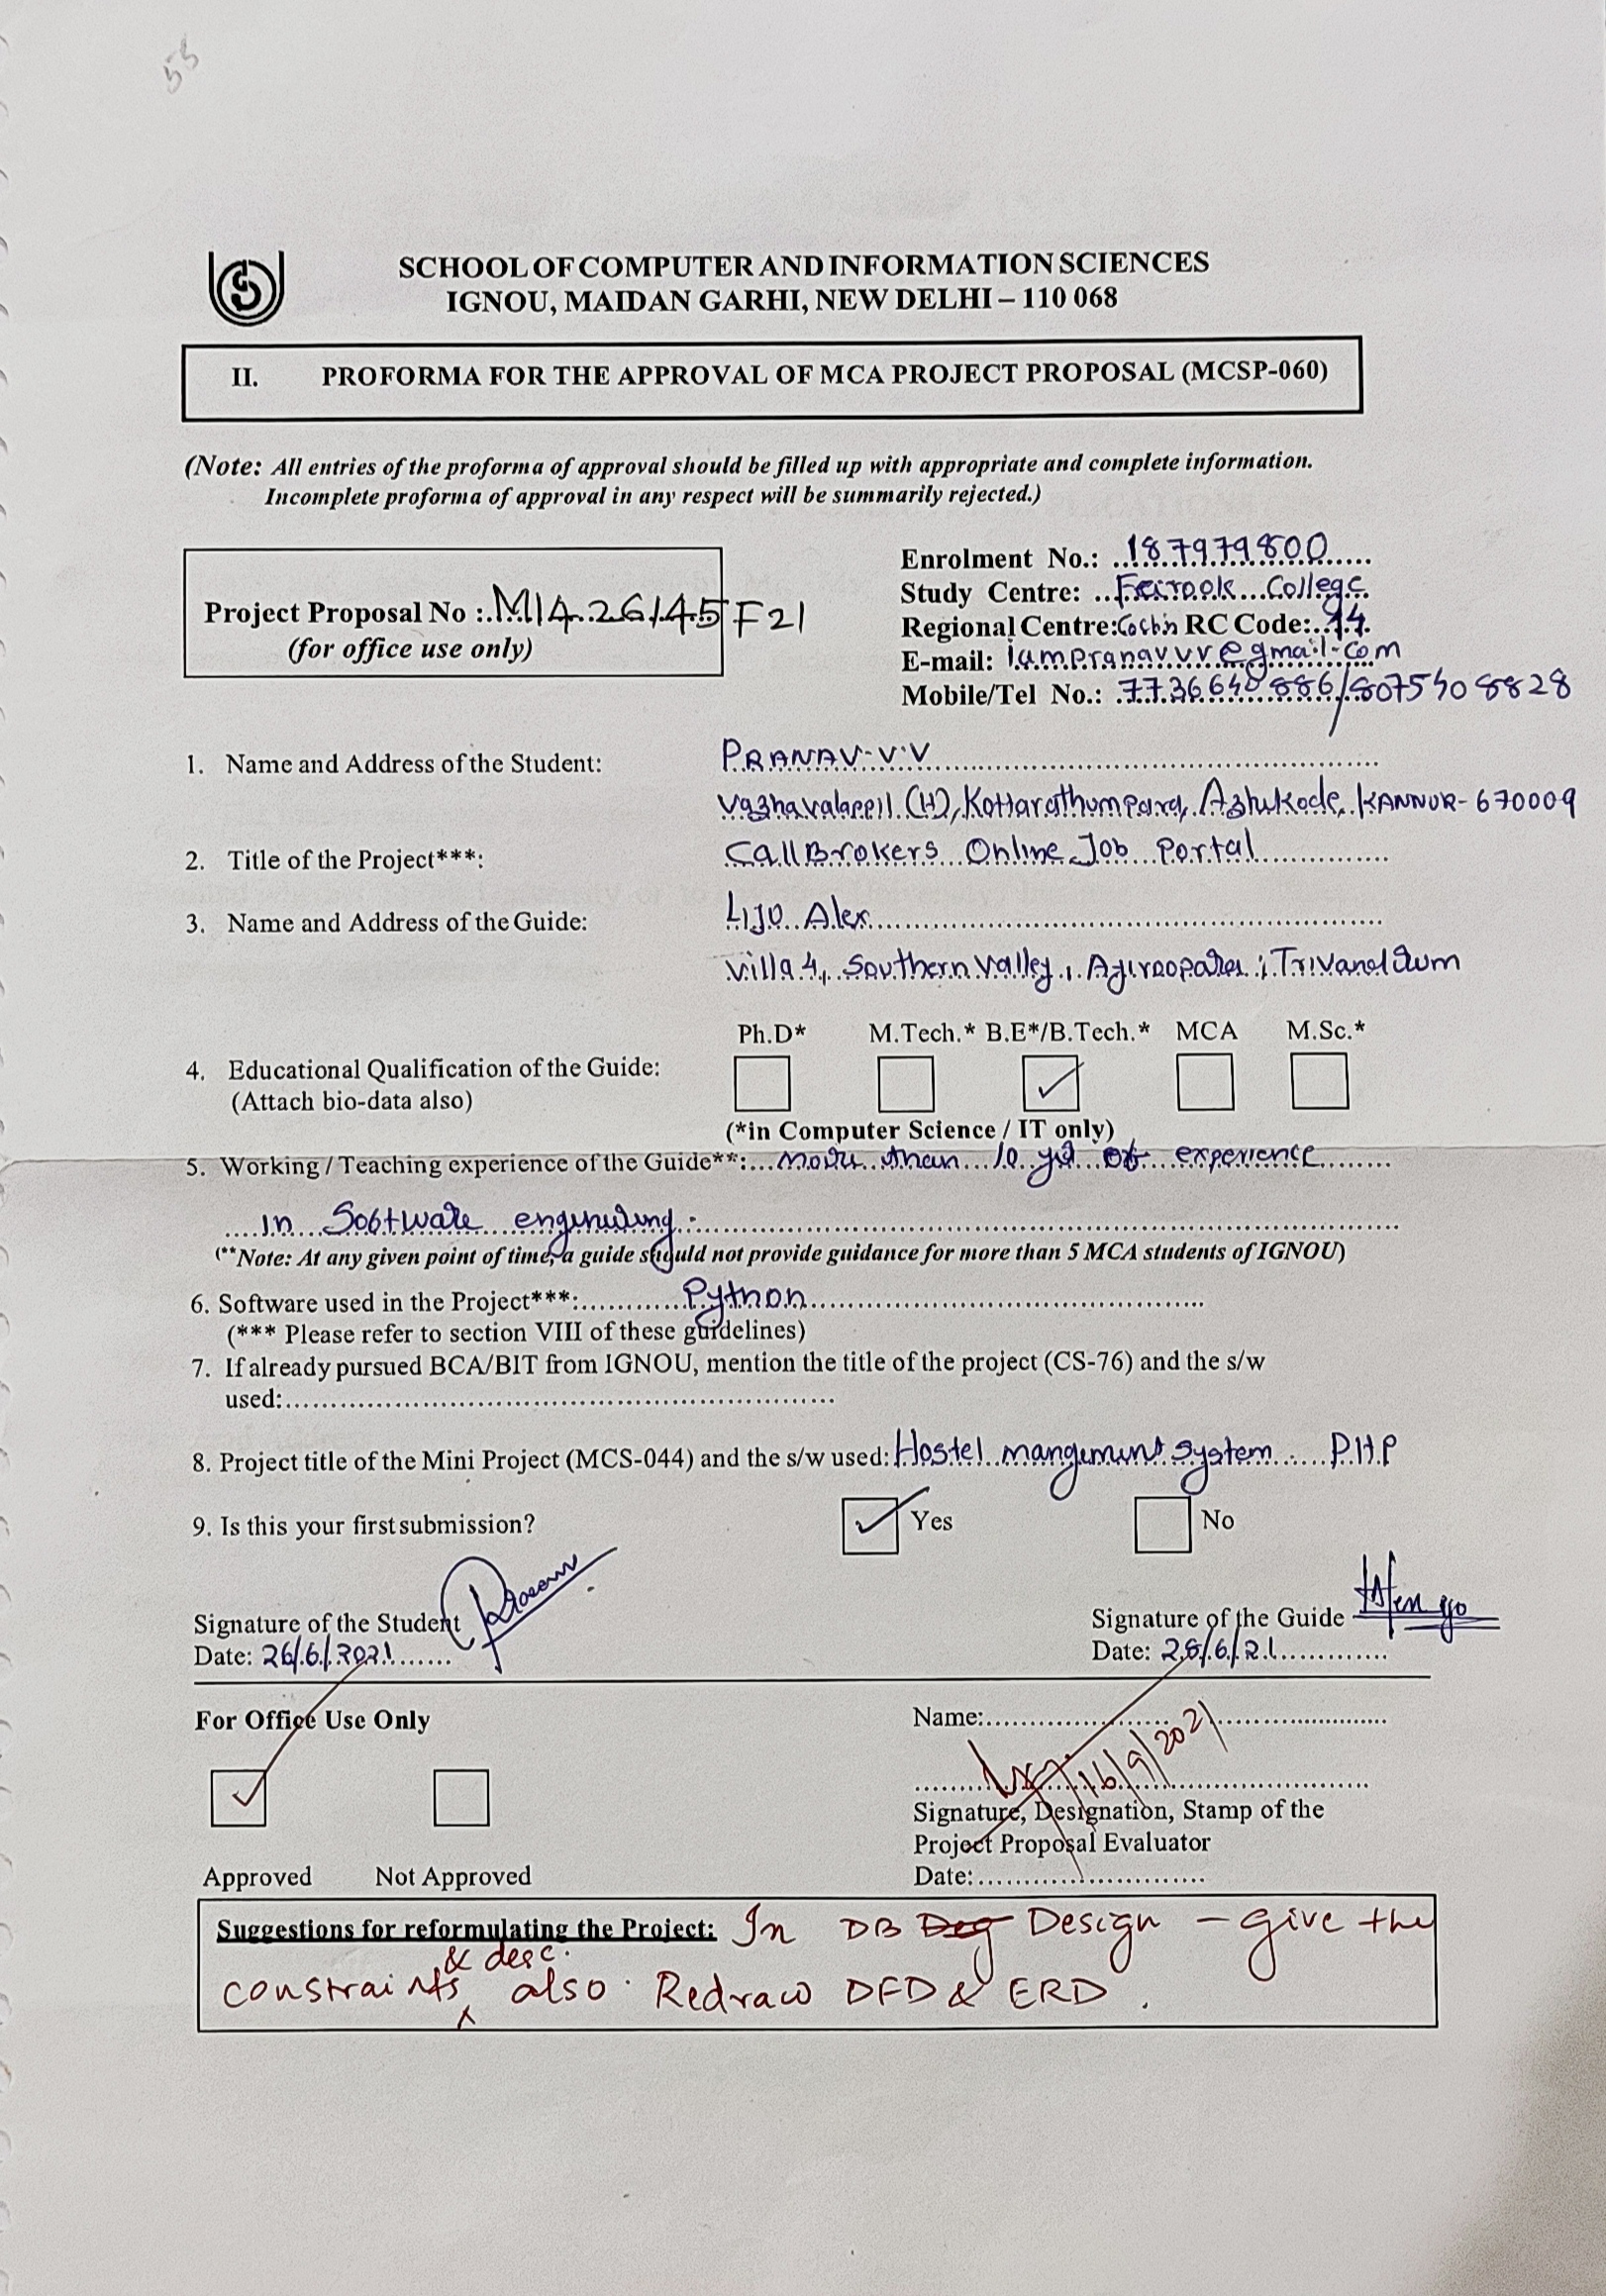 55
SCHOOL OF COMPUTER AND INFORMATION SCIENCES
IGNOU, MAIDAN GARHI, NEW DELHI – 110 068
II. PROFORMA FOR THE APPROVAL OF MCA PROJECT PROPOSAL (MCSP-060)
(Note: All entries of the proforma of approval should be filled up with appropriate and complete information.
Incomplete proforma of approval in any respect will be summarily rejected.)
Project Proposal No :
(for office use only)
Enrolment No.: 187979800
Study Centre: College
Regional Centre: Cochin RC Code:
E-mail: iampranavvv@gmail.com
Mobile/Tel No.: 7736640886/8075408828
1. Name and Address of the Student: PRANAV.V.V
Vazhavalappil (H), Kottarathumpara, Azhikode, KANNUR-670009
2. Title of the Project***: CallBrokers Online Job Portal
3. Name and Address of the Guide: Lijo Alex
Villa 4, Southern Valley, Trivandrum
Ph.D* M.Tech.* B.E*/B.Tech.* MCA M.Sc.*
4. Educational Qualification of the Guide:
(Attach bio-data also)
(*in Computer Science / IT only)
5. Working / Teaching experience of the Guide**: more than 10 yrs of experience
in Software engineering.
(**Note: At any given point of time, a guide should not provide guidance for more than 5 MCA students of IGNOU)
6. Software used in the Project***: Python
(*** Please refer to section VIII of these guidelines)
7. If already pursued BCA/BIT from IGNOU, mention the title of the project (CS-76) and the s/w
used:
8. Project title of the Mini Project (MCS-044) and the s/w used: Hostel mangement system PHP
9. Is this your first submission? Yes No
Signature of the Student Signature of the Guide
Date: 26/6/2021 Date: 26/6/21
For Office Use Only Name:
16/9/2021
Signature, Designation, Stamp of the
Project Proposal Evaluator
Approved Not Approved Date:
Suggestions for reformulating the Project: In DB Design – give the
constraints & desc. also. Redraw DFD & ERD.